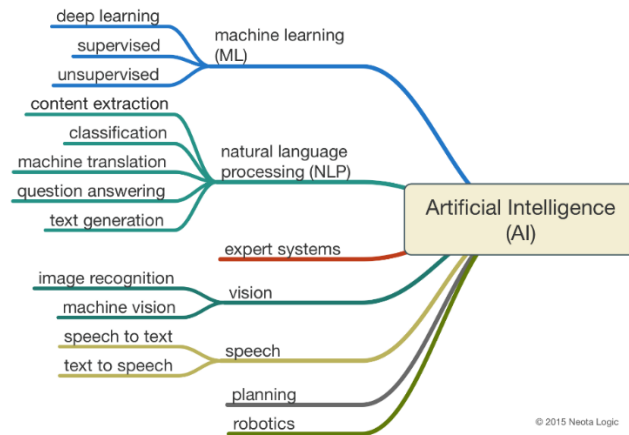 deep learning
supervised
unsupervised
machine learning
(ML)
content extraction
classification
machine translation
question answering
text generation
natural language
processing (NLP)
expert systems
image recognition
machine vision
vision
speech to text
text to speech
speech
planning
robotics
Artificial Intelligence
(AI)
© 2015 Neota Logic